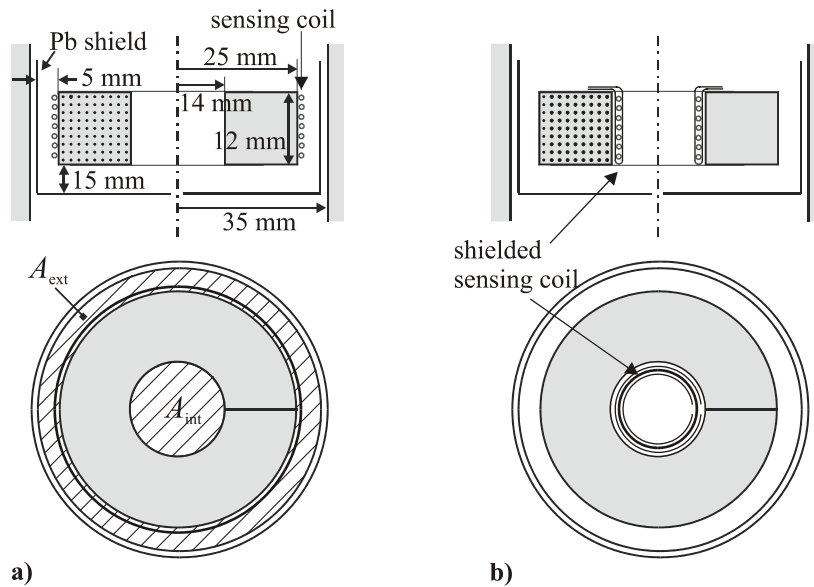 sensing coil
Pb shield
25 mm
5 mm
14 mm
12 mm
15 mm
35 mm
shielded
sensing coil
A_ext
A_int
a)
b)